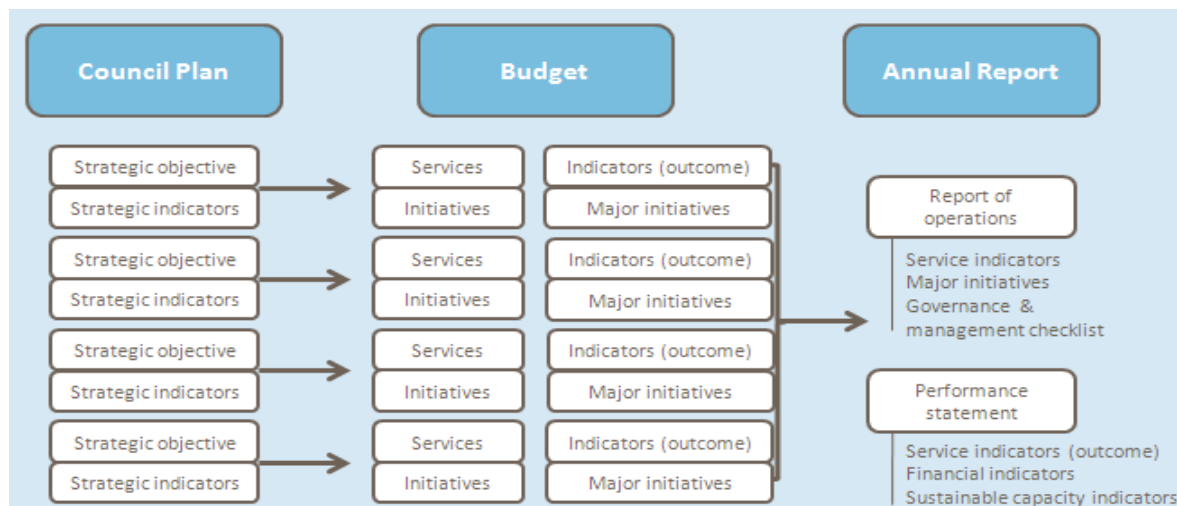 Council Plan
Budget
Annual Report
Strategic objective
Strategic indicators
Services
Initiatives
Indicators (outcome)
Major initiatives
Strategic objective
Strategic indicators
Services
Initiatives
Indicators (outcome)
Major initiatives
Strategic objective
Strategic indicators
Services
Initiatives
Indicators (outcome)
Major initiatives
Strategic objective
Strategic indicators
Services
Initiatives
Indicators (outcome)
Major initiatives
Report of
operations
Service indicators
Major initiatives
Governance &
management checklist
Performance
statement
Service indicators (outcome)
Financial indicators
Sustainable capacity indicators